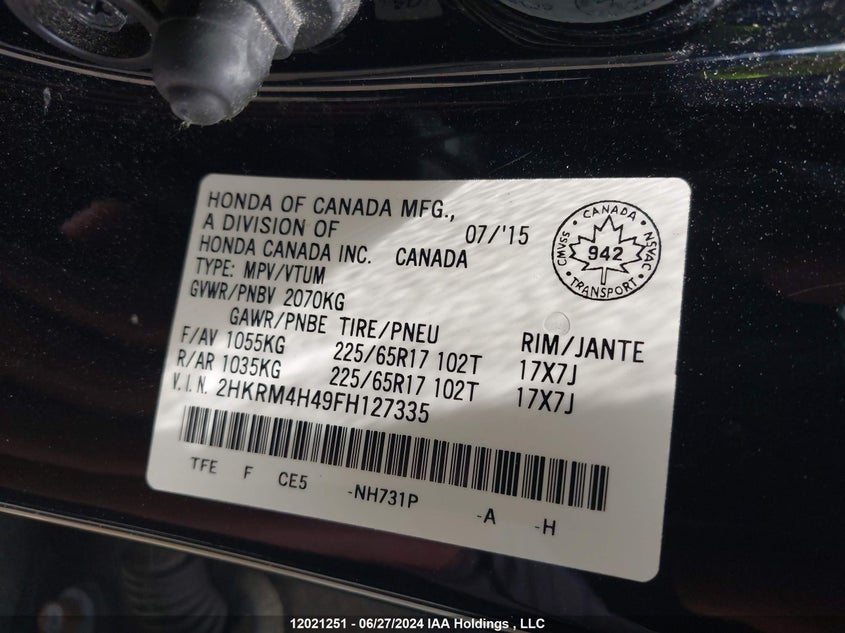 HONDA OF CANADA MFG.,
A DIVISION OF
HONDA CANADA INC. CANADA 07/'15
TYPE: MPV/VTUM
GVWR/PNBV 2070KG
GAWR/PNBE TIRE/PNEU RIM/JANTE
F/AV 1055KG 225/65R17 102T 17X7J
R/AR 1035KG 225/65R17 102T 17X7J
V.I.N. 2HKRM4H49FH127335
TFE F CE5 -NH731P -A -H
CANADA
CMVSS 942 NSVAC
TRANSPORT
12021251 - 06/27/2024 IAA Holdings , LLC